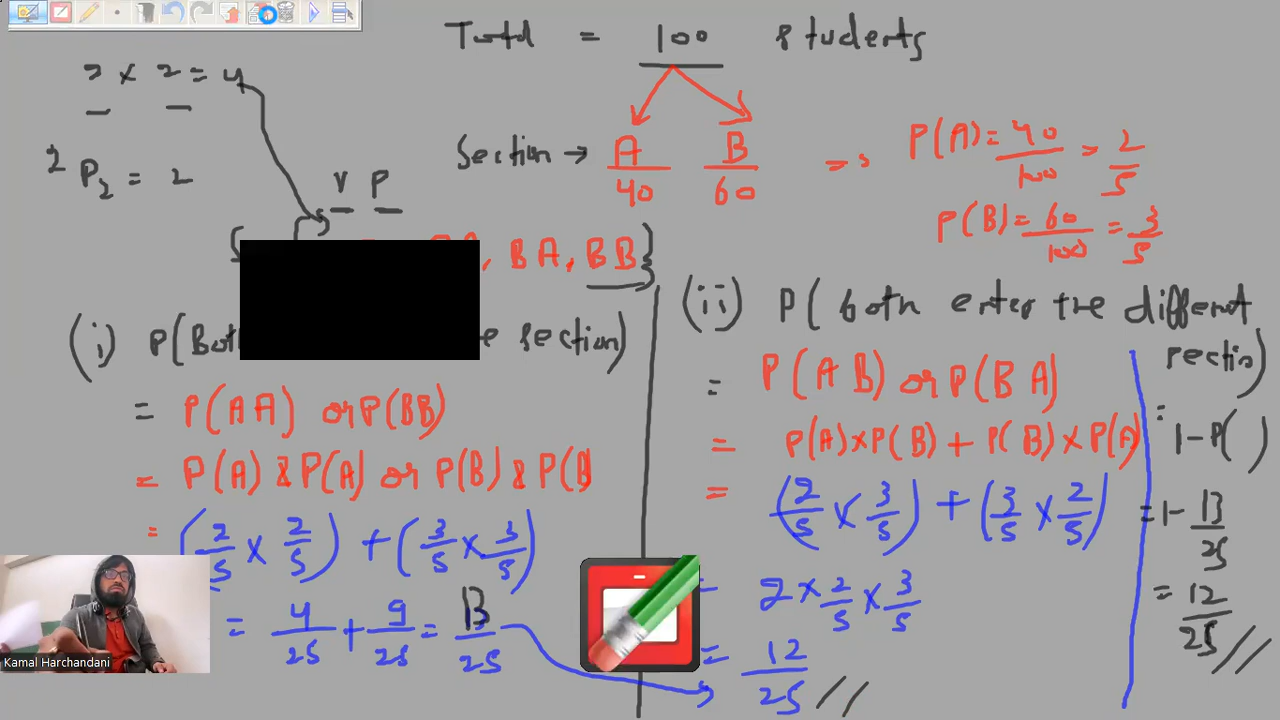 Total = 100 students
2 × 2 = 4
Section → A B
40 60
=> P(A) = 40/100 = 2/5
P(B) = 60/100 = 3/5
2P2 = 2
V P
, BA, BB}
(i) P(Bot section)
= P(AA) or P(BB)
= P(A) & P(A) or P(B) & P(B
= (2/5 × 2/5) + (3/5 × 3/5)
= 4/25 + 9/25 = 13/25
(ii) P( both enter the different
section)
= P(AB) or P(BA)
= P(A)×P(B) + P(B)×P(A)
= (2/5 × 3/5) + (3/5 × 2/5)
= 2 × 2/5 × 3/5
= 12/25 //
= 1-P( )
= 1 - 13/25
= 12/25 //
Kamal Harchandani